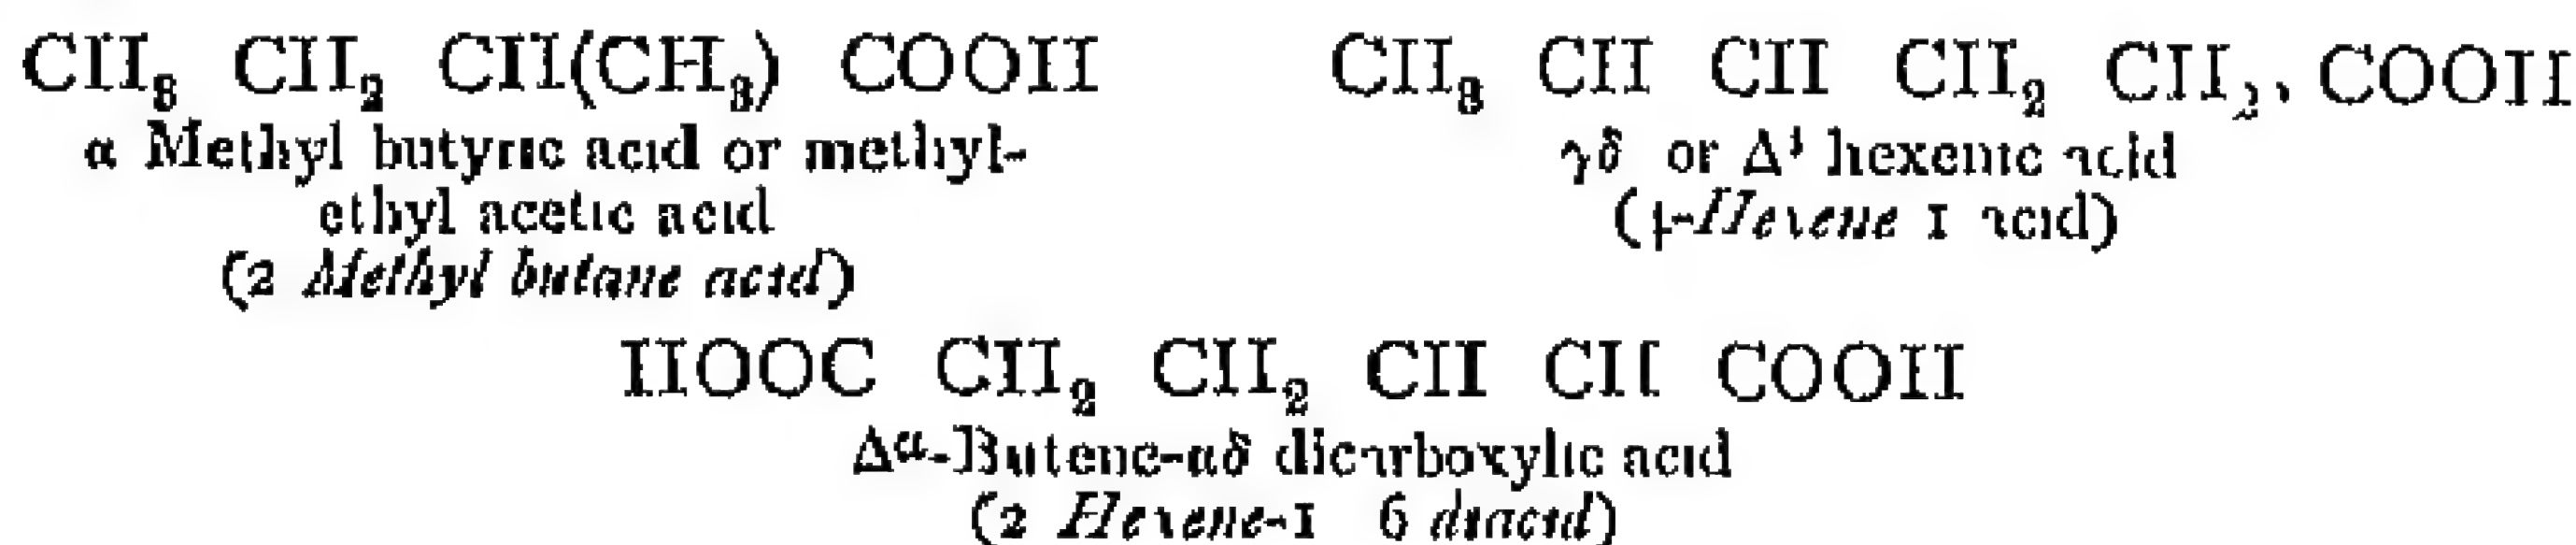 CH₃ CH₂ CH(CH₃) COOH
α Methyl butyric acid or methyl-
ethyl acetic acid
(2 Methyl butane acid)
CH₃ CH CH CH₂ CH₂, COOH
γδ or Δ hexenic acid
(4-Hexene 1 acid)
HOOC CH₂ CH₂ CH CH COOH
Δα-Butene-αδ dicarboxylic acid
(2 Hexene-1 6 diacid)